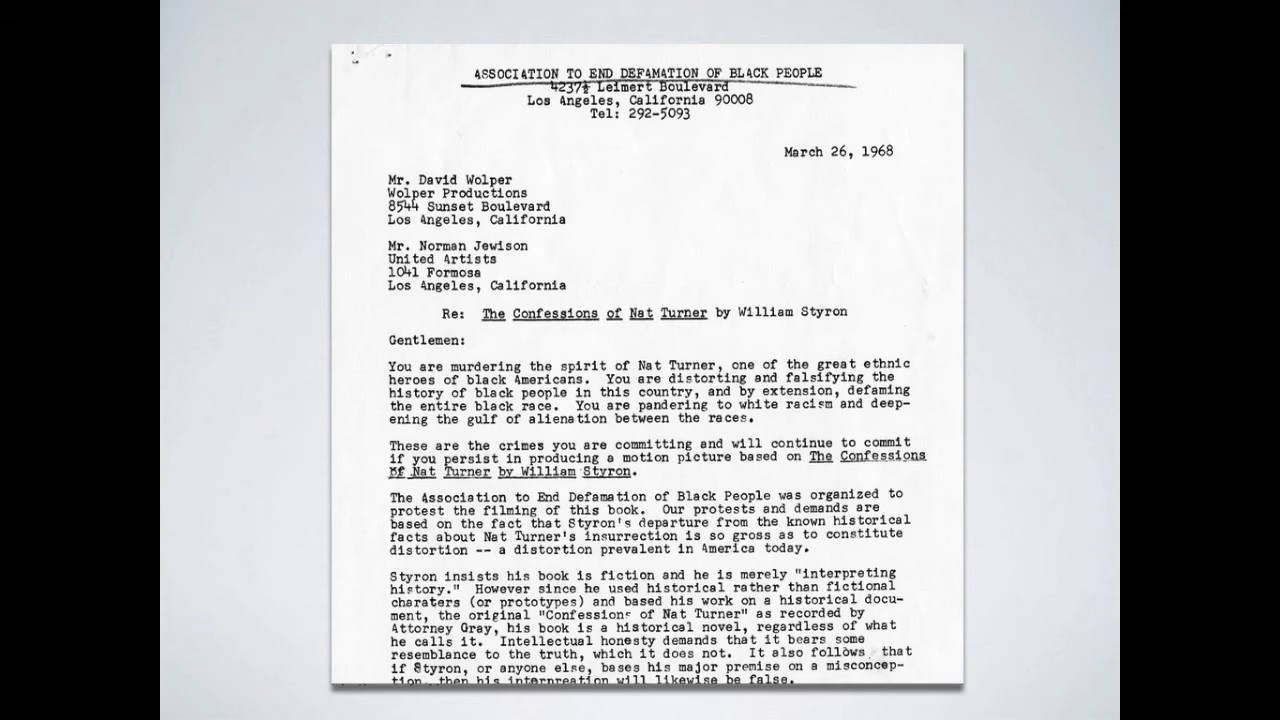 ASSOCIATION TO END DEFAMATION OF BLACK PEOPLE
4237½ Leimert Boulevard
Los Angeles, California 90008
Tel: 292-5093
March 26, 1968
Mr. David Wolper
Wolper Productions
8544 Sunset Boulevard
Los Angeles, California
Mr. Norman Jewison
United Artists
1041 Formosa
Los Angeles, California
Re: The Confessions of Nat Turner by William Styron
Gentlemen:
You are murdering the spirit of Nat Turner, one of the great ethnic
heroes of black Americans. You are distorting and falsifying the
history of black people in this country, and by extension, defaming
the entire black race. You are pandering to white racism and deep-
ening the gulf of alienation between the races.
These are the crimes you are committing and will continue to commit
if you persist in producing a motion picture based on The Confessions
of Nat Turner by William Styron.
The Association to End Defamation of Black People was organized to
protest the filming of this book. Our protests and demands are
based on the fact that Styron's departure from the known historical
facts about Nat Turner's insurrection is so gross as to constitute
distortion -- a distortion prevalent in America today.
Styron insists his book is fiction and he is merely "interpreting
history." However since he used historical rather than fictional
charaters (or prototypes) and based his work on a historical docu-
ment, the original "Confessions of Nat Turner" as recorded by
Attorney Gray, his book is a historical novel, regardless of what
he calls it. Intellectual honesty demands that it bears some
resemblance to the truth, which it does not. It also follows that
if Styron, or anyone else, bases his major premise on a misconcep-
tion, then his interpreation will likewise be false.